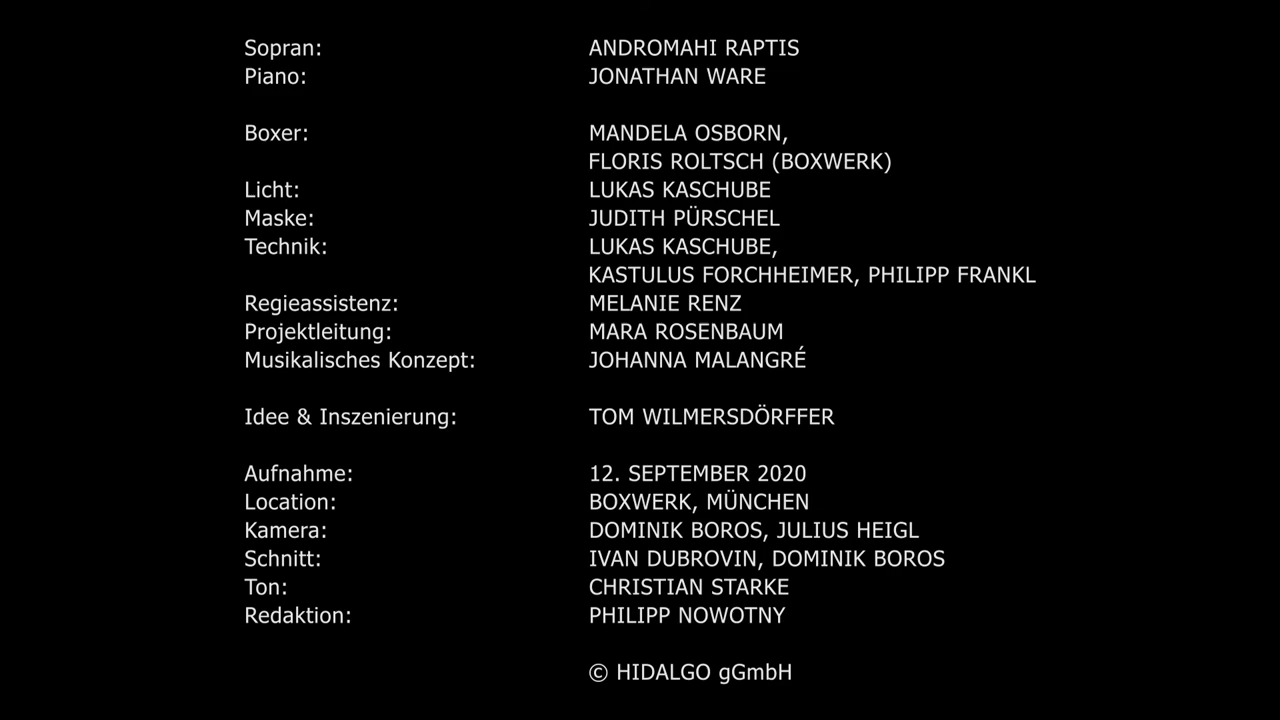 Sopran: ANDROMAHI RAPTIS
Piano: JONATHAN WARE
Boxer: MANDELA OSBORN,
FLORIS ROLTSCH (BOXWERK)
Licht: LUKAS KASCHUBE
Maske: JUDITH PÜRSCHEL
Technik: LUKAS KASCHUBE,
KASTULUS FORCHHEIMER, PHILIPP FRANKL
Regieassistenz: MELANIE RENZ
Projektleitung: MARA ROSENBAUM
Musikalisches Konzept: JOHANNA MALANGRÉ
Idee & Inszenierung: TOM WILMERSDÖRFFER
Aufnahme: 12. SEPTEMBER 2020
Location: BOXWERK, MÜNCHEN
Kamera: DOMINIK BOROS, JULIUS HEIGL
Schnitt: IVAN DUBROVIN, DOMINIK BOROS
Ton: CHRISTIAN STARKE
Redaktion: PHILIPP NOWOTNY
© HIDALGO gGmbH